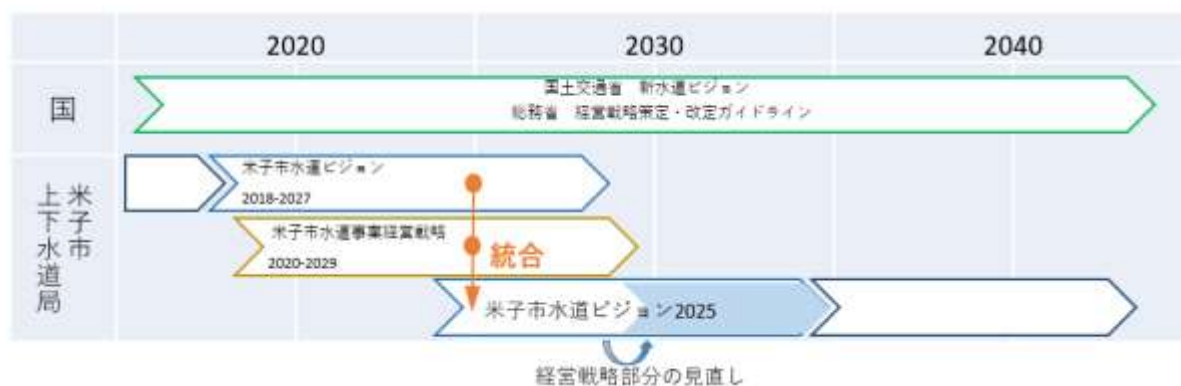 2020
2030
2040
国
国土交通省　新水道ビジョン
総務省　経営戦略策定・改定ガイドライン
米子市
上下水道局
米子市水道ビジョン
2018-2027
米子市水道事業経営戦略
2020-2029
統合
米子市水道ビジョン2025
経営戦略部分の見直し